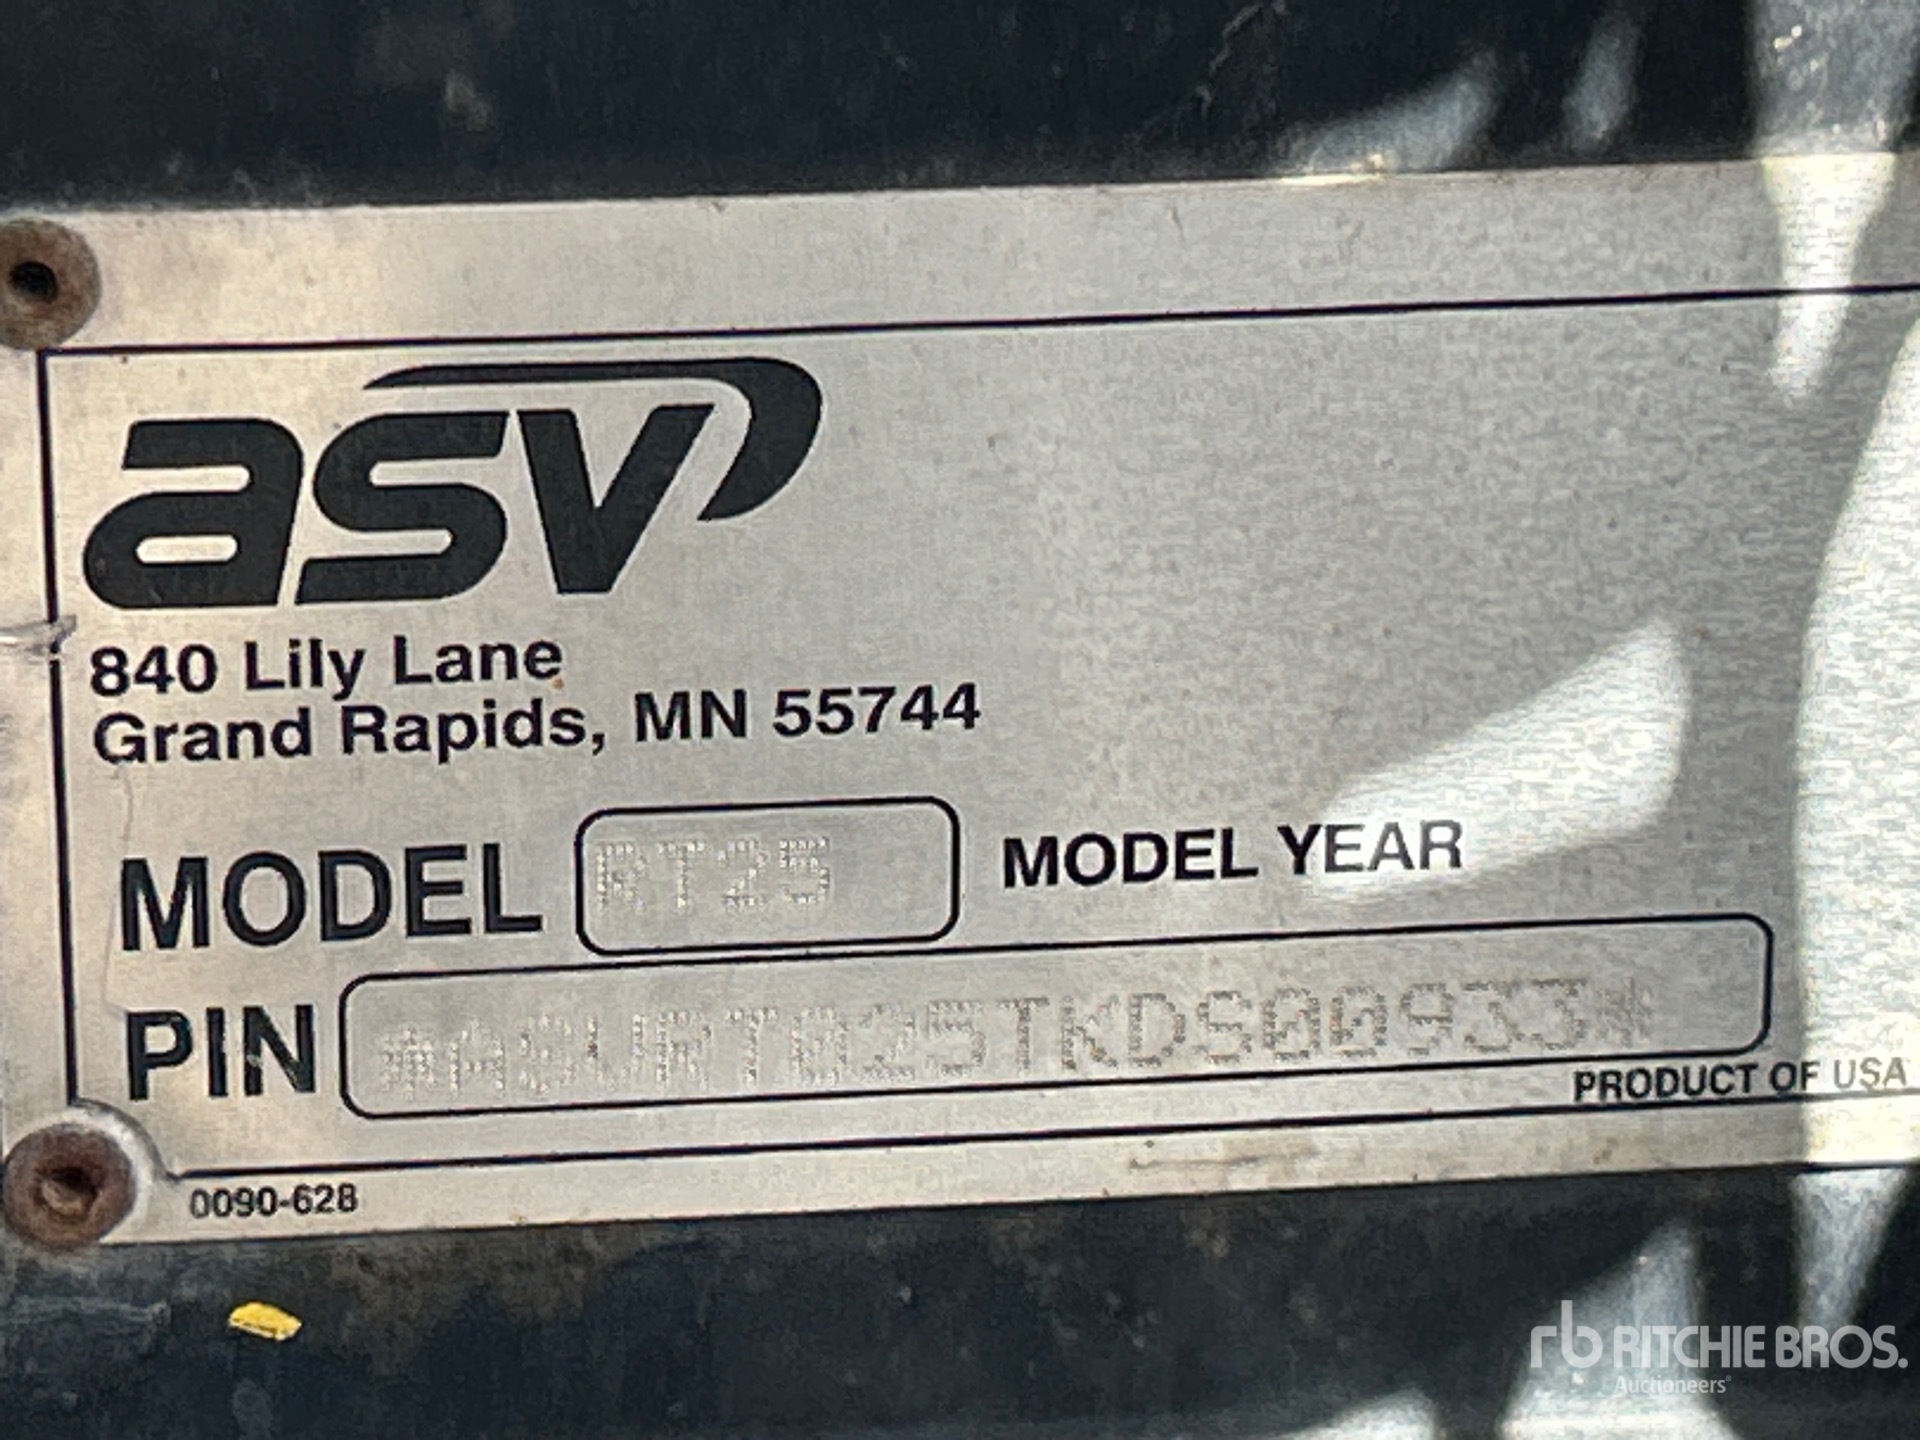 asv
840 Lily Lane
Grand Rapids, MN 55744
MODEL RT25 MODEL YEAR
PIN *ASVRT025TKDS00933*
PRODUCT OF USA
0090-628
rb RITCHIE BROS.
Auctioneers